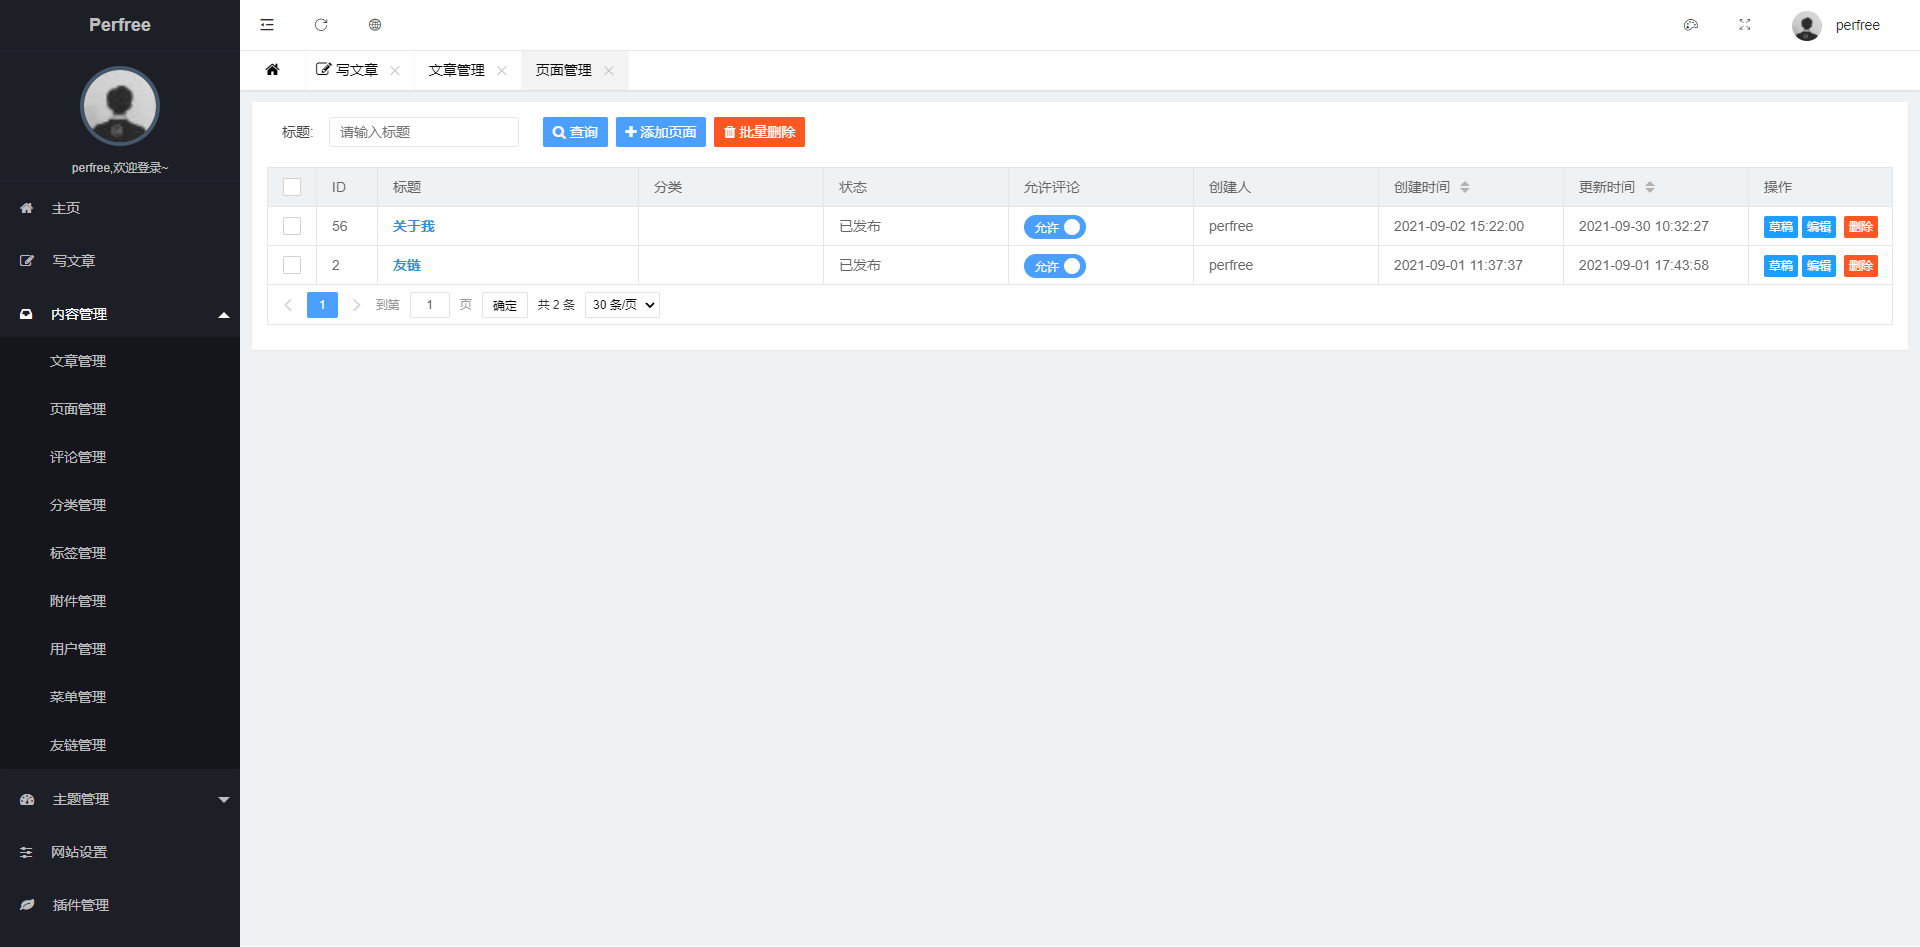 Perfree
perfree
写文章
文章管理
页面管理
perfree,欢迎登录~
主页
写文章
内容管理
文章管理
页面管理
评论管理
分类管理
标签管理
附件管理
用户管理
菜单管理
友链管理
主题管理
网站设置
插件管理
标题: 请输入标题 查询 添加页面 批量删除
ID 标题 分类 状态 允许评论 创建人 创建时间 更新时间 操作
56 关于我 已发布 允许 perfree 2021-09-02 15:22:00 2021-09-30 10:32:27 草稿 编辑 删除
2 友链 已发布 允许 perfree 2021-09-01 11:37:37 2021-09-01 17:43:58 草稿 编辑 删除
1 到第 1 页 确定 共 2 条 30 条/页